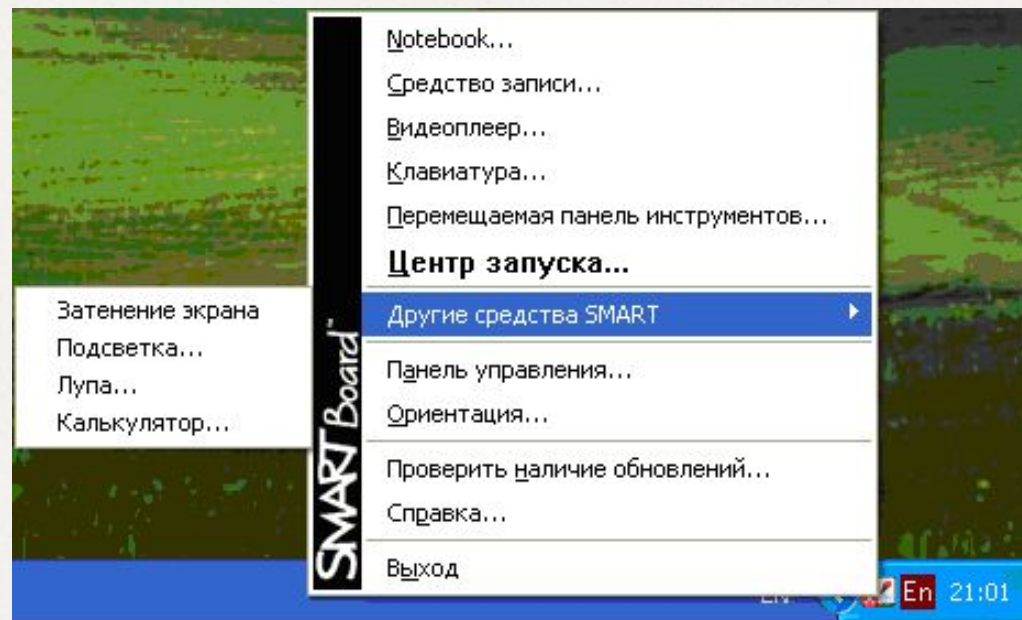 Notebook...
Средство записи...
Видеоплеер...
Клавиатура...
Перемещаемая панель инструментов...
Центр запуска...
Другие средства SMART
Затенение экрана
Подсветка...
Лупа...
Калькулятор...
Панель управления...
Ориентация...
Проверить наличие обновлений...
Справка...
Выход
SMART Board™
En 21:01